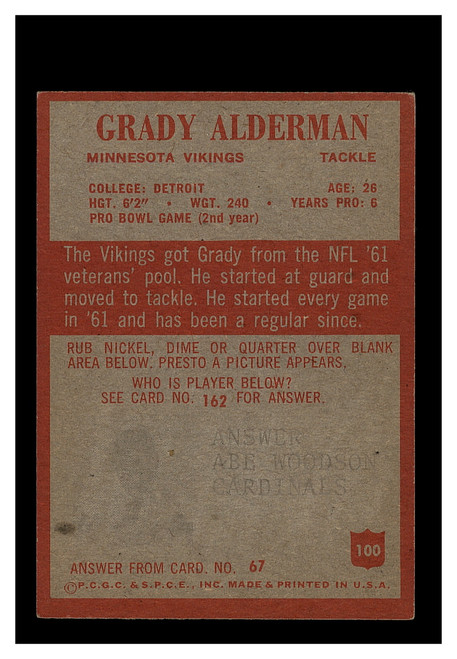 GRADY ALDERMAN
MINNESOTA VIKINGS TACKLE
COLLEGE: DETROIT AGE: 26
HGT. 6'2" • WGT. 240 • YEARS PRO: 6
PRO BOWL GAME (2nd year)
The Vikings got Grady from the NFL '61
veterans' pool. He started at guard and
moved to tackle. He started every game
in '61 and has been a regular since.
RUB NICKEL, DIME OR QUARTER OVER BLANK
AREA BELOW. PRESTO A PICTURE APPEARS.
WHO IS PLAYER BELOW?
SEE CARD NO. 162 FOR ANSWER.
ANSWER
ABE WOODSON
CARDINALS
100
ANSWER FROM CARD. NO. 67
©P.C.G.C. & S.P.C.E., INC. MADE & PRINTED IN U.S.A.